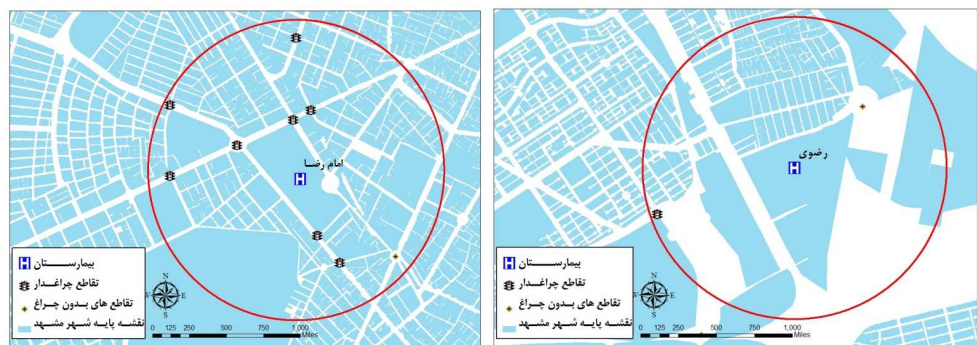 امام رضا
بیمارستان
تقاطع چراغدار
تقاطع های بدون چراغ
نقشه پایه شهر مشهد
N
W E
S
0 125 250 500 750 1,000
Miles
رضوی
بیمارستان
تقاطع چراغدار
تقاطع های بدون چراغ
نقشه پایه شهر مشهد
N
W E
S
0 125 250 500 750 1,000
Miles